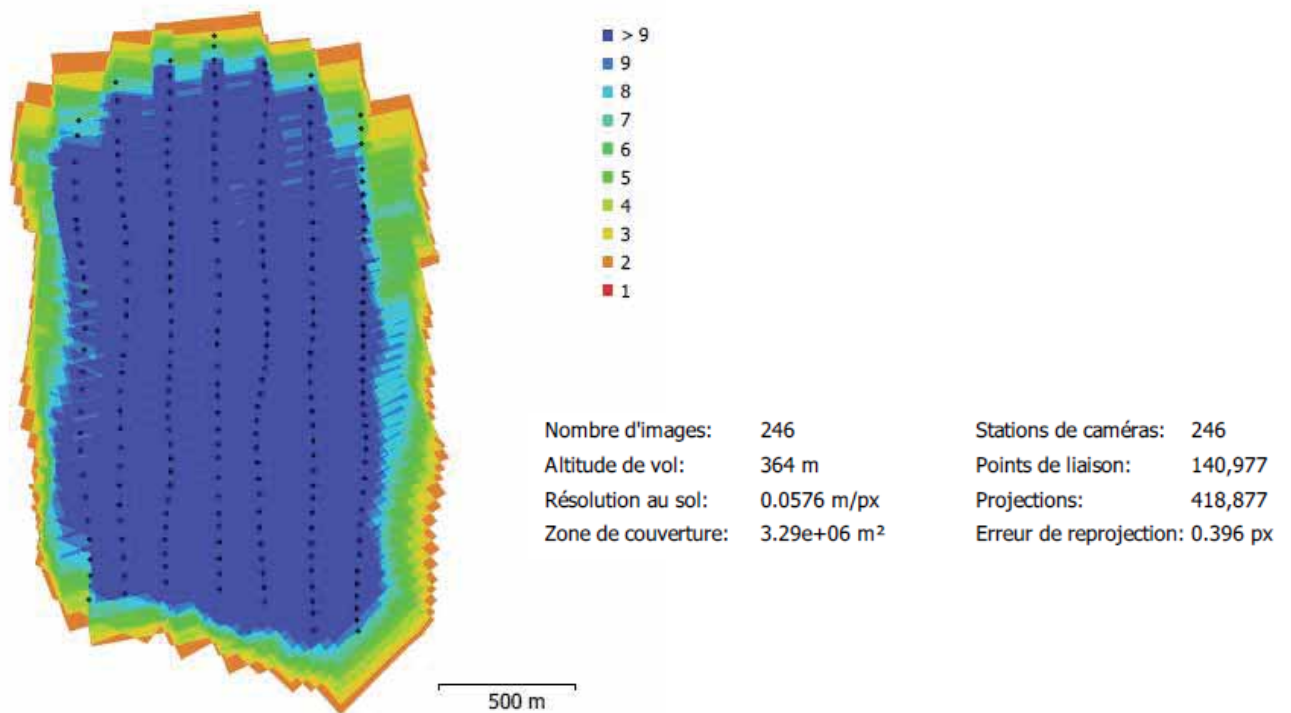 > 9
9
8
7
6
5
4
3
2
1
500 m
Nombre d'images: 246
Altitude de vol: 364 m
Résolution au sol: 0.0576 m/px
Zone de couverture: 3.29e+06 m²
Stations de caméras: 246
Points de liaison: 140,977
Projections: 418,877
Erreur de reprojection: 0.396 px